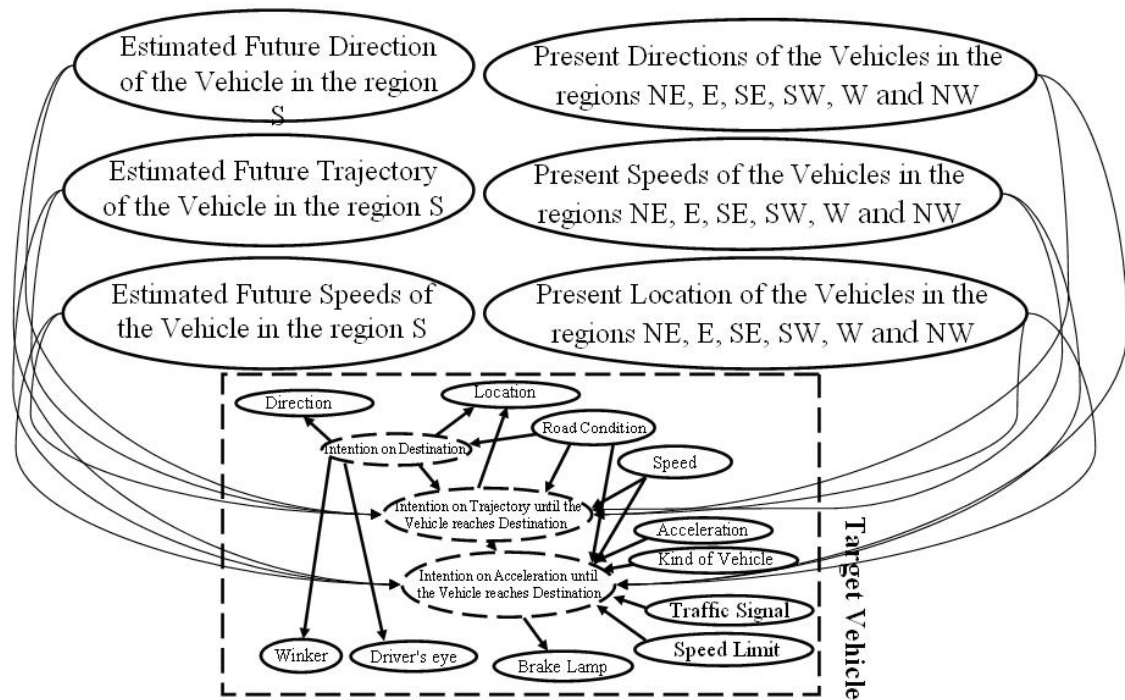 Estimated Future Direction
of the Vehicle in the region
S
Present Directions of the Vehicles in the
regions NE, E, SE, SW, W and NW
Estimated Future Trajectory
of the Vehicle in the region S
Present Speeds of the Vehicles in the
regions NE, E, SE, SW, W and NW
Estimated Future Speeds of
the Vehicle in the region S
Present Location of the Vehicles in the
regions NE, E, SE, SW, W and NW
Direction
Location
Road Condition
Intention on Destination
Speed
Intention on Trajectory until the
Vehicle reaches Destination
Acceleration
Kind of Vehicle
Intention on Acceleration until
the Vehicle reaches Destination
Traffic Signal
Speed Limit
Winker
Driver's eye
Brake Lamp
Target Vehicle